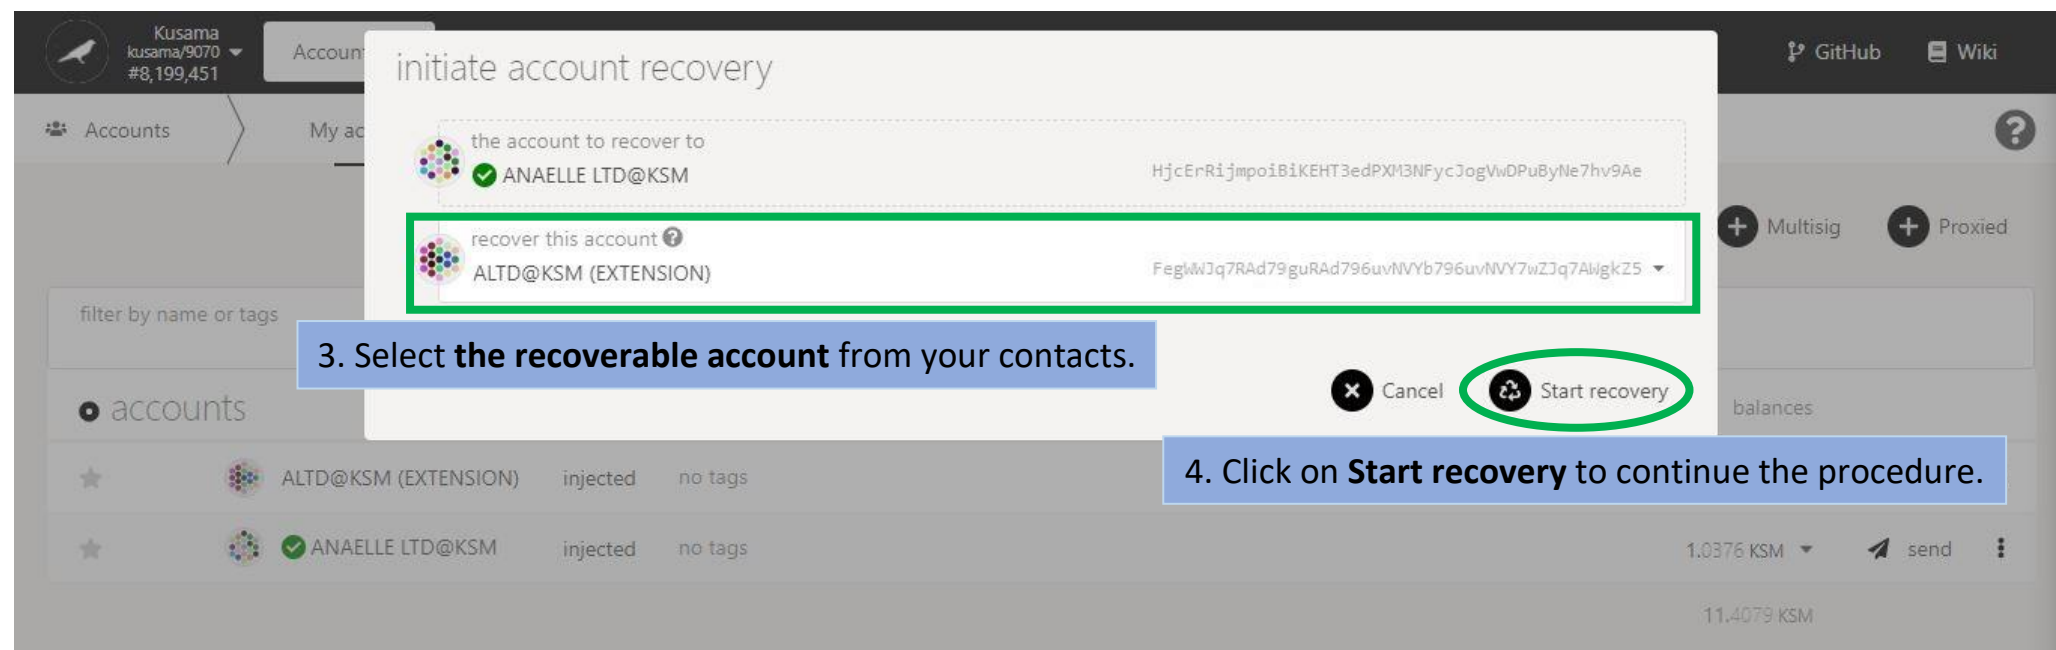 Kusama
kusama/9070
#8,199,451
Account
GitHub
Wiki
initiate account recovery
Accounts
My ac
the account to recover to
ANAELLE LTD@KSM
HjcErRijmpoiBiKEHT3edPXM3NFycJogVwDPuByNe7hv9Ae
recover this account
ALTD@KSM (EXTENSION)
FegWWJq7RAd79guRAd796uvNVYb796uvNVY7wZJq7AWgkZ5
Multisig
Proxied
filter by name or tags
3. Select the recoverable account from your contacts.
Cancel
Start recovery
accounts
balances
4. Click on Start recovery to continue the procedure.
ALTD@KSM (EXTENSION) injected no tags
ANAELLE LTD@KSM injected no tags 1.0376 KSM send
11.4079 KSM